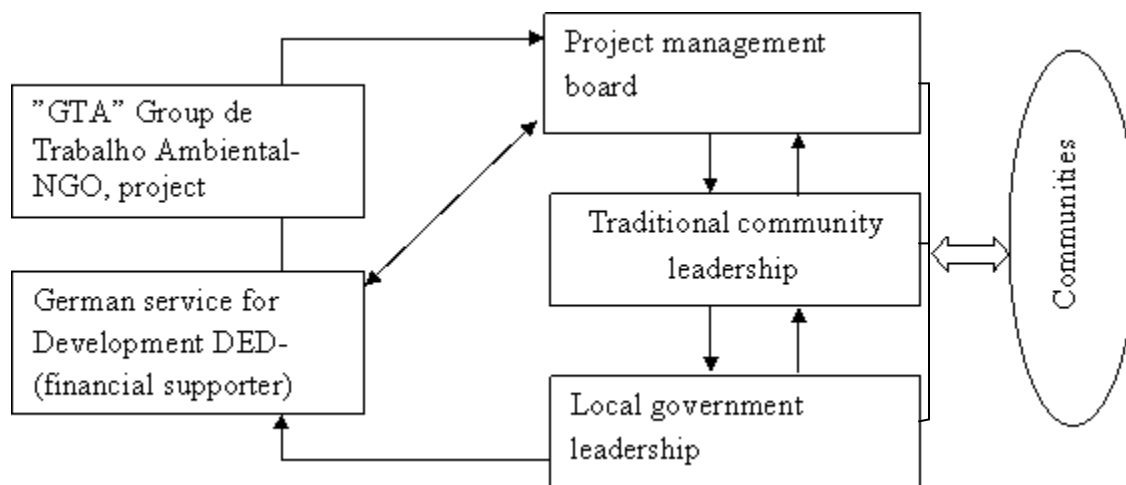 ”GTA” Group de
Trabalho Ambiental-
NGO, project
German service for
Development DED-
(financial supporter)
Project management
board
Traditional community
leadership
Local government
leadership
Communities